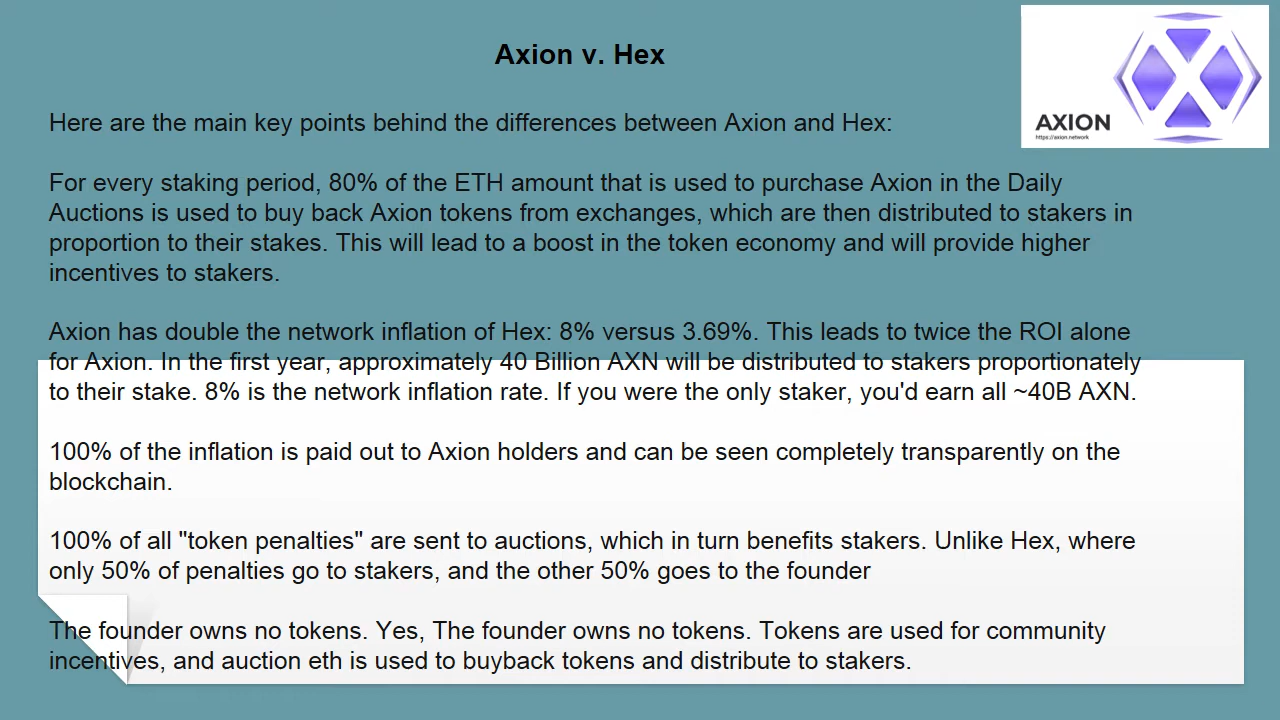 Axion v. Hex
AXION
https://axion.network
Here are the main key points behind the differences between Axion and Hex:
For every staking period, 80% of the ETH amount that is used to purchase Axion in the Daily
Auctions is used to buy back Axion tokens from exchanges, which are then distributed to stakers in
proportion to their stakes. This will lead to a boost in the token economy and will provide higher
incentives to stakers.
Axion has double the network inflation of Hex: 8% versus 3.69%. This leads to twice the ROI alone
for Axion. In the first year, approximately 40 Billion AXN will be distributed to stakers proportionately
to their stake. 8% is the network inflation rate. If you were the only staker, you'd earn all ~40B AXN.
100% of the inflation is paid out to Axion holders and can be seen completely transparently on the
blockchain.
100% of all "token penalties" are sent to auctions, which in turn benefits stakers. Unlike Hex, where
only 50% of penalties go to stakers, and the other 50% goes to the founder
The founder owns no tokens. Yes, The founder owns no tokens. Tokens are used for community
incentives, and auction eth is used to buyback tokens and distribute to stakers.